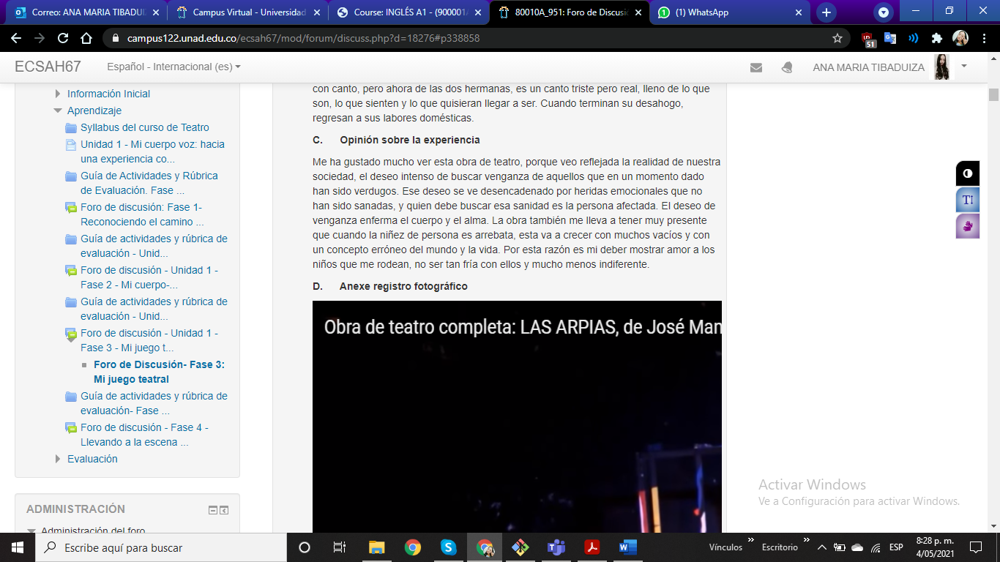 Correo: ANA MARIA TIBADUIZ
Campus Virtual - Universidad
Course: INGLÉS A1 - (900001A
80010A_951: Foro de Discusió
(1) WhatsApp
campus122.unad.edu.co/ecsah67/mod/forum/discuss.php?d=18276#p338858
51
ECSAH67
Español - Internacional (es)
ANA MARIA TIBADUIZA
Información Inicial
Aprendizaje
Syllabus del curso de Teatro
Unidad 1 - Mi cuerpo voz: hacia
una experiencia co...
Guía de Actividades y Rúbrica
de Evaluación. Fase ...
Foro de discusión: Fase 1-
Reconociendo el camino ...
Guía de actividades y rúbrica de
evaluación - Unid...
Foro de discusión - Unidad 1 -
Fase 2 - Mi cuerpo-...
Guía de actividades y rúbrica de
evaluación - Unid...
Foro de discusión - Unidad 1 -
Fase 3 - Mi juego t...
Foro de Discusión- Fase 3:
Mi juego teatral
Guía de actividades y rúbrica de
evaluación- Fase ...
Foro de discusión - Fase 4 -
Llevando a la escena ...
Evaluación
ADMINISTRACIÓN
Administración del foro
con canto, pero ahora de las dos hermanas, es un canto triste pero real, lleno de lo que
son, lo que sienten y lo que quisieran llegar a ser. Cuando terminan su desahogo,
regresan a sus labores domésticas.
C. Opinión sobre la experiencia
Me ha gustado mucho ver esta obra de teatro, porque veo reflejada la realidad de nuestra
sociedad, el deseo intenso de buscar venganza de aquellos que en un momento dado
han sido verdugos. Ese deseo se ve desencadenado por heridas emocionales que no
han sido sanadas, y quien debe buscar esa sanidad es la persona afectada. El deseo de
venganza enferma el cuerpo y el alma. La obra también me lleva a tener muy presente
que cuando la niñez de persona es arrebata, esta va a crecer con muchos vacíos y con
un concepto erróneo del mundo y la vida. Por esta razón es mi deber mostrar amor a los
niños que me rodean, no ser tan fría con ellos y mucho menos indiferente.
D. Anexe registro fotográfico
Obra de teatro completa: LAS ARPIAS, de José Man
T
Activar Windows
Ve a Configuración para activar Windows.
Escribe aquí para buscar
Vínculos
Escritorio
ESP
8:28 p. m.
4/05/2021